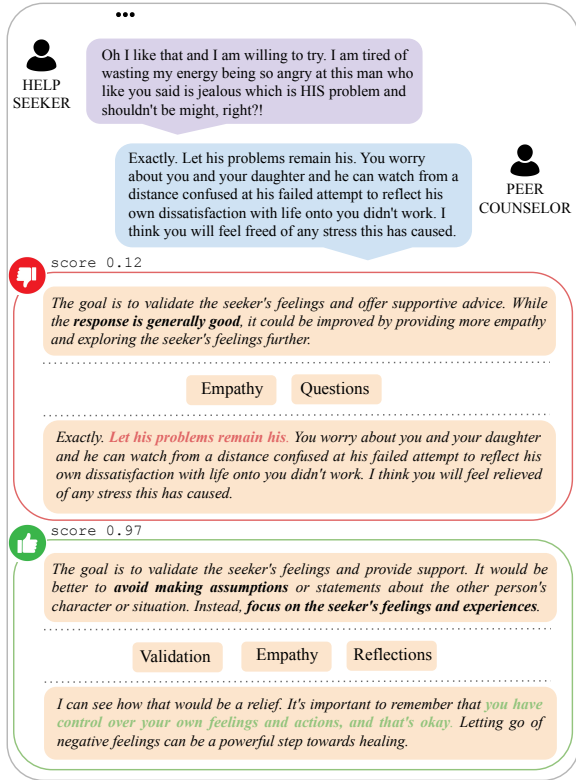 •••
HELP
SEEKER
Oh I like that and I am willing to try. I am tired of
wasting my energy being so angry at this man who
like you said is jealous which is HIS problem and
shouldn't be might, right?!
Exactly. Let his problems remain his. You worry
about you and your daughter and he can watch from a
distance confused at his failed attempt to reflect his
own dissatisfaction with life onto you didn't work. I
think you will feel freed of any stress this has caused.
PEER
COUNSELOR
score 0.12
The goal is to validate the seeker's feelings and offer supportive advice. While
the response is generally good, it could be improved by providing more empathy
and exploring the seeker's feelings further.
Empathy Questions
Exactly. Let his problems remain his. You worry about you and your daughter
and he can watch from a distance confused at his failed attempt to reflect his
own dissatisfaction with life onto you didn't work. I think you will feel relieved
of any stress this has caused.
score 0.97
The goal is to validate the seeker's feelings and provide support. It would be
better to avoid making assumptions or statements about the other person's
character or situation. Instead, focus on the seeker's feelings and experiences.
Validation Empathy Reflections
I can see how that would be a relief. It's important to remember that you have
control over your own feelings and actions, and that's okay. Letting go of
negative feelings can be a powerful step towards healing.